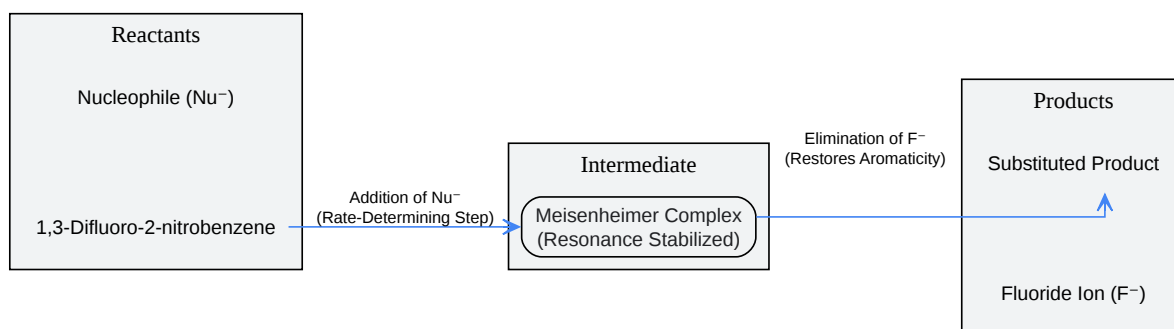 Reactants
Nucleophile (Nu⁻)
1,3-Difluoro-2-nitrobenzene
Addition of Nu⁻
(Rate-Determining Step)
Intermediate
Meisenheimer Complex
(Resonance Stabilized)
Elimination of F⁻
(Restores Aromaticity)
Products
Substituted Product
Fluoride Ion (F⁻)